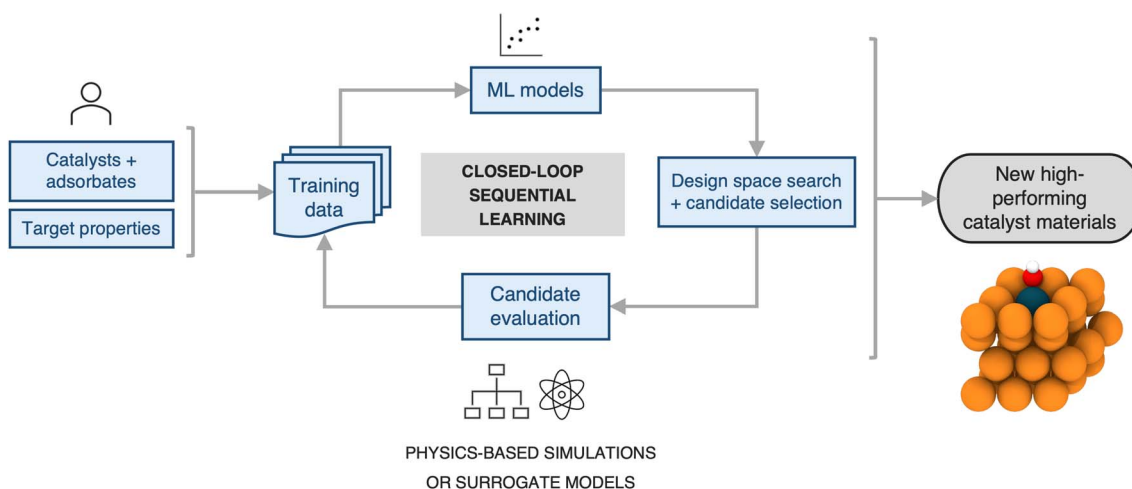 ML models
Catalysts +
adsorbates
Target properties
Training
data
CLOSED-LOOP
SEQUENTIAL
LEARNING
Design space search
+ candidate selection
New high-
performing
catalyst materials
Candidate
evaluation
PHYSICS-BASED SIMULATIONS
OR SURROGATE MODELS